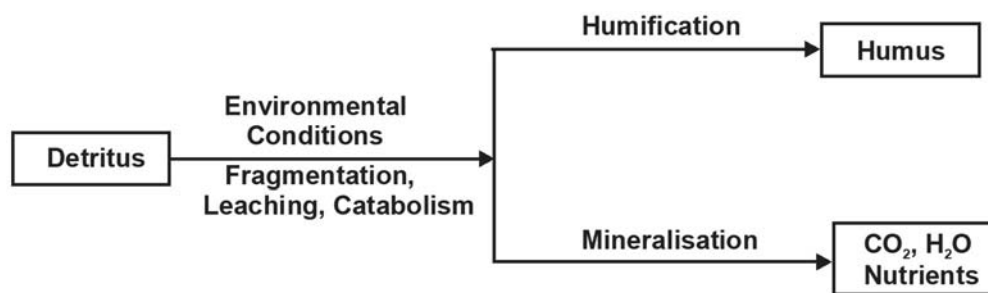 Humification
Humus
Environmental
Conditions
Detritus
Fragmentation,
Leaching, Catabolism
Mineralisation
CO₂, H₂O
Nutrients